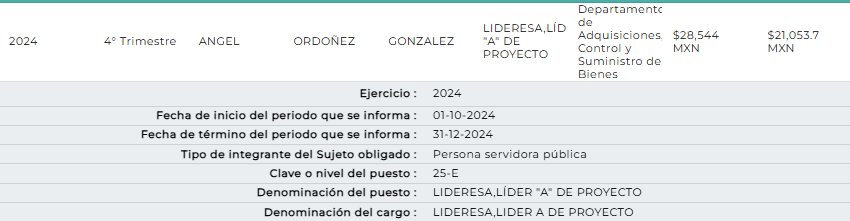 2024 4º Trimestre ANGEL ORDOÑEZ GONZALEZ LIDERESA,LÍD "A" DE PROYECTO Departamento de Adquisiciones, Control y Suministro de Bienes $28,544 MXN $21,053.7 MXN
Ejercicio : 2024
Fecha de inicio del periodo que se informa : 01-10-2024
Fecha de término del periodo que se informa : 31-12-2024
Tipo de integrante del Sujeto obligado : Persona servidora pública
Clave o nivel del puesto : 25-E
Denominación del puesto : LIDERESA,LÍDER "A" DE PROYECTO
Denominación del cargo : LIDERESA,LIDER A DE PROYECTO